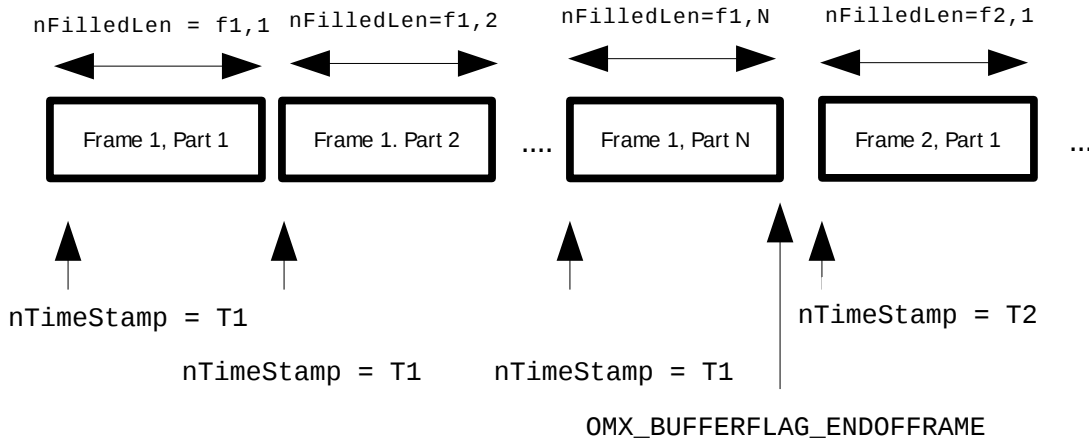 nFilledLen = f1,1 nFilledLen=f1,2 nFilledLen=f1,N nFilledLen=f2,1
Frame 1, Part 1 Frame 1. Part 2 .... Frame 1, Part N Frame 2, Part 1 ...
nTimeStamp = T1 nTimeStamp = T2
nTimeStamp = T1 nTimeStamp = T1
OMX_BUFFERFLAG_ENDOFFRAME